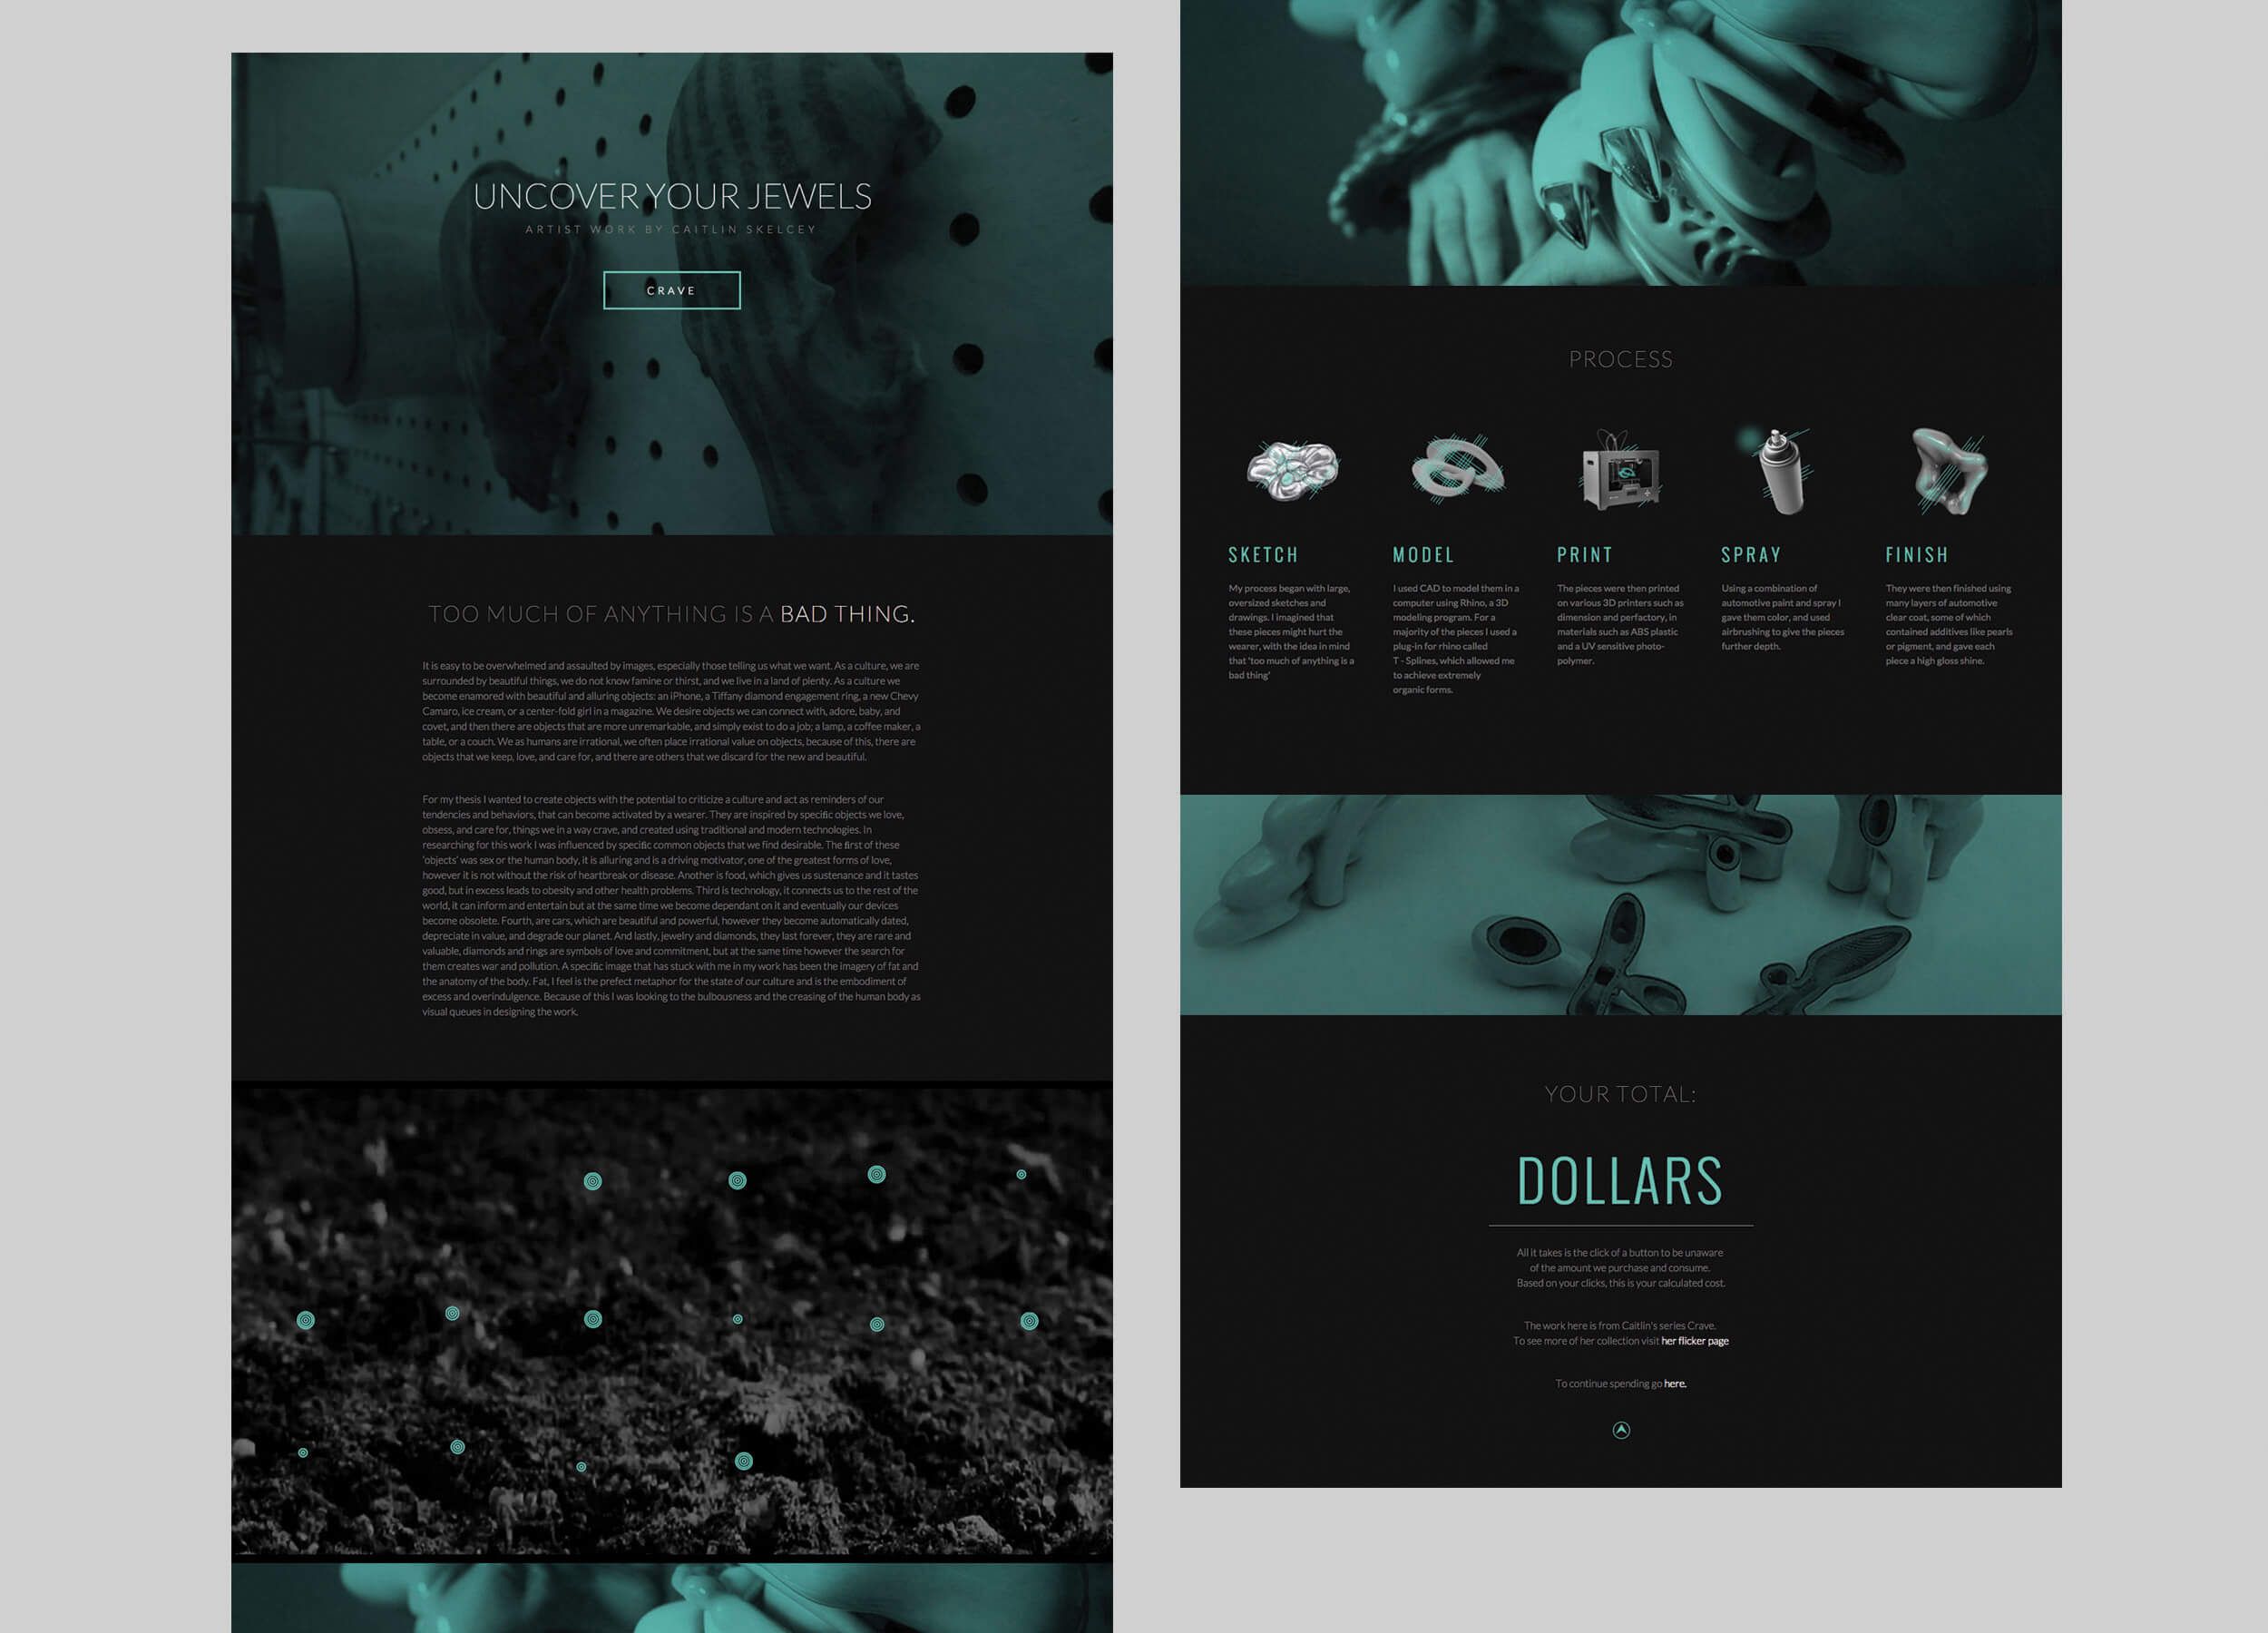 UNCOVER YOUR JEWELS
ARTIST WORK BY CAITLIN SKELCEY
CRAVE
TOO MUCH OF ANYTHING IS A BAD THING.
It is easy to be overwhelmed and assaulted by images, especially those telling us what we want. As a culture, we are
surrounded by beautiful things, we do not know famine or thirst, and we live in a land of plenty. As a culture we
become enamored with beautiful and alluring objects: an iPhone, a Tiffany diamond engagement ring, a new Chevy
Camaro, ice cream, or a center-fold girl in a magazine. We desire objects we can connect with, adore, baby, and
covet, and then there are objects that are more unremarkable, and simply exist to do a job; a lamp, a coffee maker, a
table, or a couch. We as humans are irrational, we often place irrational value on objects, because of this, there are
objects that we keep, love, and care for, and there are others that we discard for the new and beautiful.
For my thesis I wanted to create objects with the potential to criticize a culture and act as reminders of our
tendencies and behaviors, that can become activated by a wearer. They are inspired by specific objects we love,
obsess, and care for, things we in a way crave, and created using traditional and modern technologies. In
researching for this work I was influenced by specific common objects that we find desirable. The first of these
'objects' was sex or the human body, it is alluring and is a driving motivator, one of the greatest forms of love,
however it is not without the risk of heartbreak or disease. Another is food, which gives us sustenance and it tastes
good, but in excess leads to obesity and other health problems. Third is technology, it connects us to the rest of the
world, it can inform and entertain but at the same time we become dependant on it and eventually our devices
become obsolete. Fourth, are cars, which are beautiful and powerful, however they become automatically dated,
depreciate in value, and degrade our planet. And lastly, jewelry and diamonds, they last forever, they are rare and
valuable, diamonds and rings are symbols of love and commitment, but at the same time however the search for
them creates war and pollution. A specific image that has stuck with me in my work has been the imagery of fat and
the anatomy of the body. Fat, I feel is the prefect metaphor for the state of our culture and is the embodiment of
excess and overindulgence. Because of this I was looking to the bulbousness and the creasing of the human body as
visual queues in designing the work.
PROCESS
SKETCH
My process began with large,
oversized sketches and
drawings. I imagined that
these pieces might hurt the
wearer, with the idea in mind
that 'too much of anything is a
bad thing'
MODEL
I used CAD to model them in a
computer using Rhino, a 3D
modeling program. For a
majority of the pieces I used a
plug-in for rhino called
T - Splines, which allowed me
to achieve extremely
organic forms.
PRINT
The pieces were then printed
on various 3D printers such as
dimension and perfactory, in
materials such as ABS plastic
and a UV sensitive photo-
polymer.
SPRAY
Using a combination of
automotive paint and spray I
gave them color, and used
airbrushing to give the pieces
further depth.
FINISH
They were then finished using
many layers of automotive
clear coat, some of which
contained additives like pearls
or pigment, and gave each
piece a high gloss shine.
YOUR TOTAL:
DOLLARS
All it takes is the click of a button to be unaware
of the amount we purchase and consume.
Based on your clicks, this is your calculated cost.
The work here is from Caitlin's series Crave.
To see more of her collection visit her flicker page
To continue spending go here.